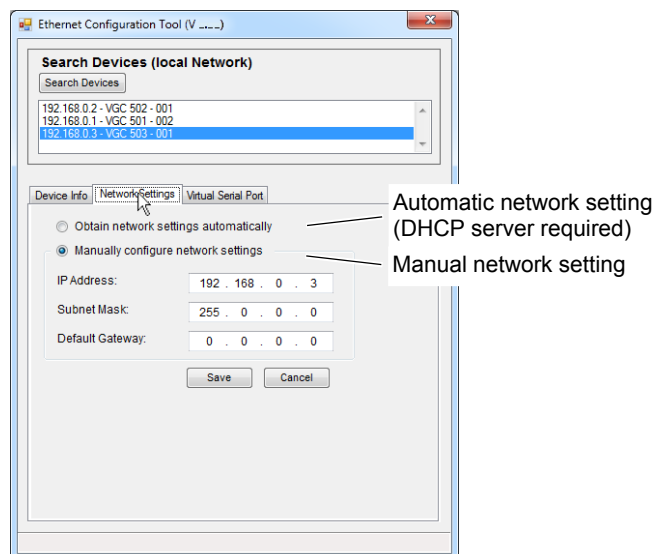 Ethernet Configuration Tool (V _._ _)
Search Devices (local Network)
Search Devices
192.168.0.2 - VGC 502 - 001
192.168.0.1 - VGC 501 - 002
192.168.0.3 - VGC 503 - 001
Device Info Network Settings Virtual Serial Port
Obtain network settings automatically
Automatic network setting
(DHCP server required)
Manually configure network settings
Manual network setting
IP Address: 192 . 168 . 0 . 3
Subnet Mask: 255 . 0 . 0 . 0
Default Gateway: 0 . 0 . 0 . 0
Save Cancel